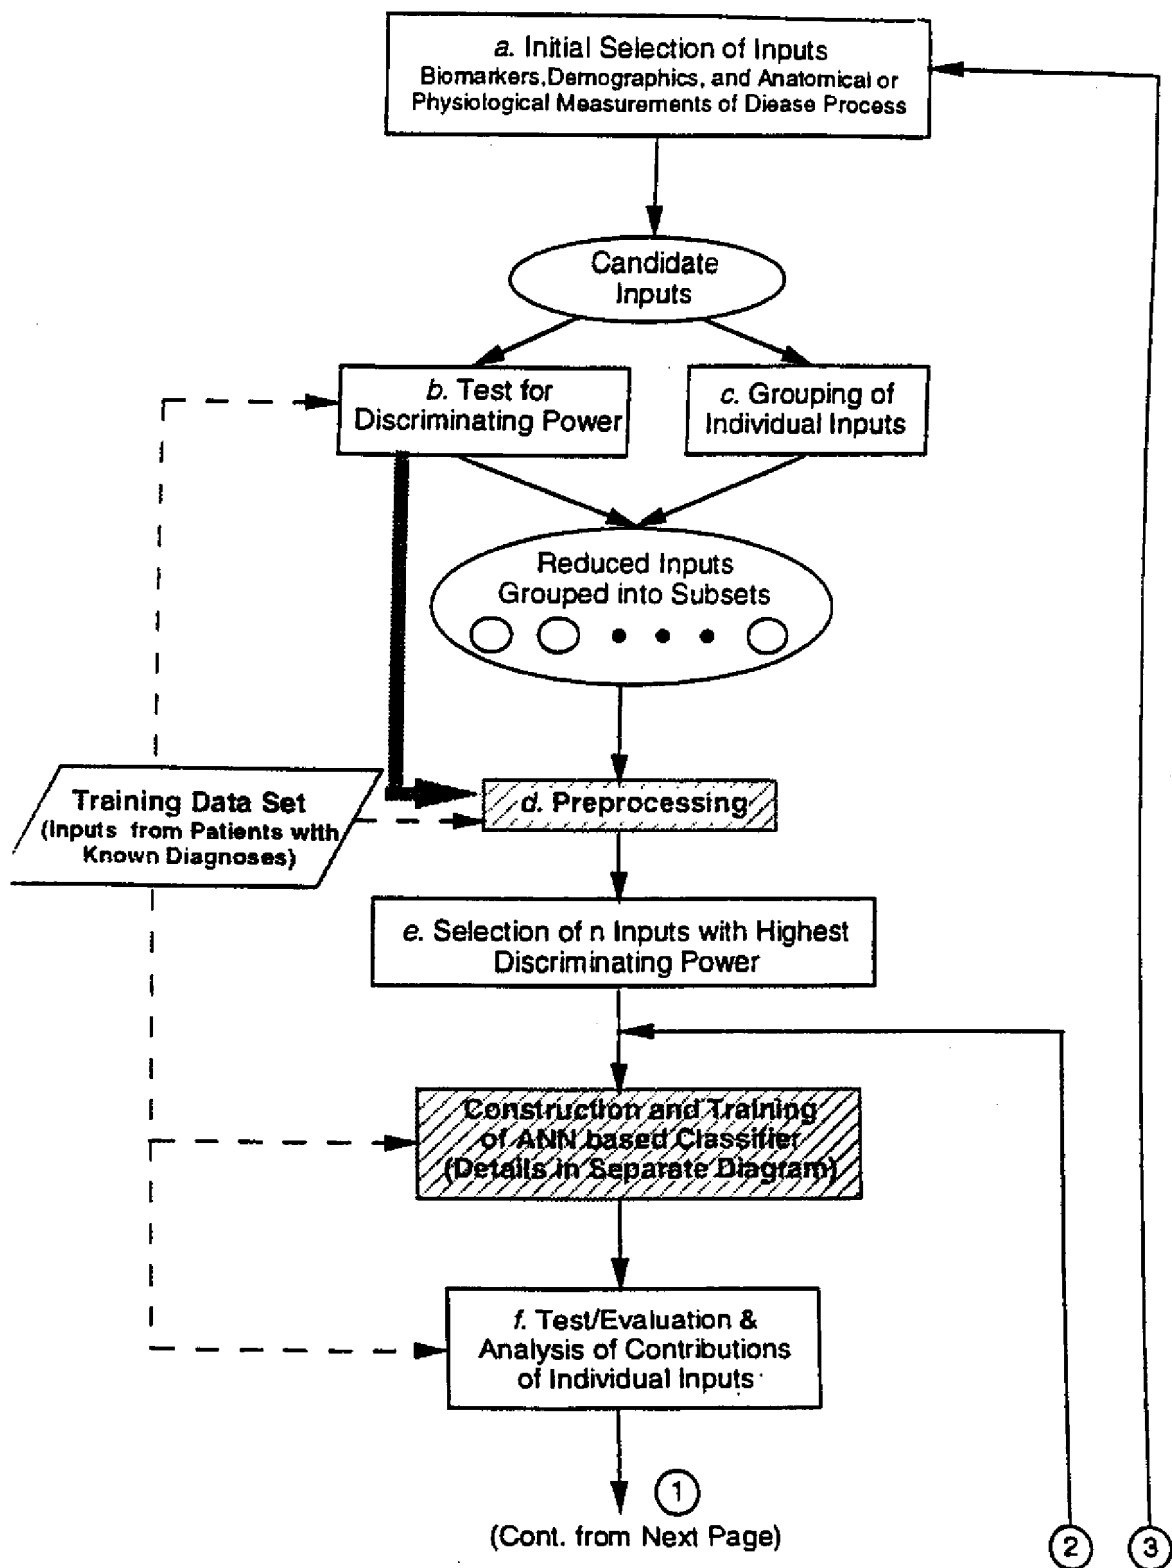 a. Initial Selection of Inputs
Biomarkers,Demographics, and Anatomical or
Physiological Measurements of Diease Process
Candidate
Inputs
b. Test for
Discriminating Power
c. Grouping of
Individual Inputs
Reduced Inputs
Grouped into Subsets
Training Data Set
(Inputs from Patients with
Known Diagnoses)
d. Preprocessing
e. Selection of n Inputs with Highest
Discriminating Power
Construction and Training
of ANN based Classifier
(Details in Separate Diagram)
f. Test/Evaluation &
Analysis of Contributions
of Individual Inputs
1
(Cont. from Next Page)
2
3